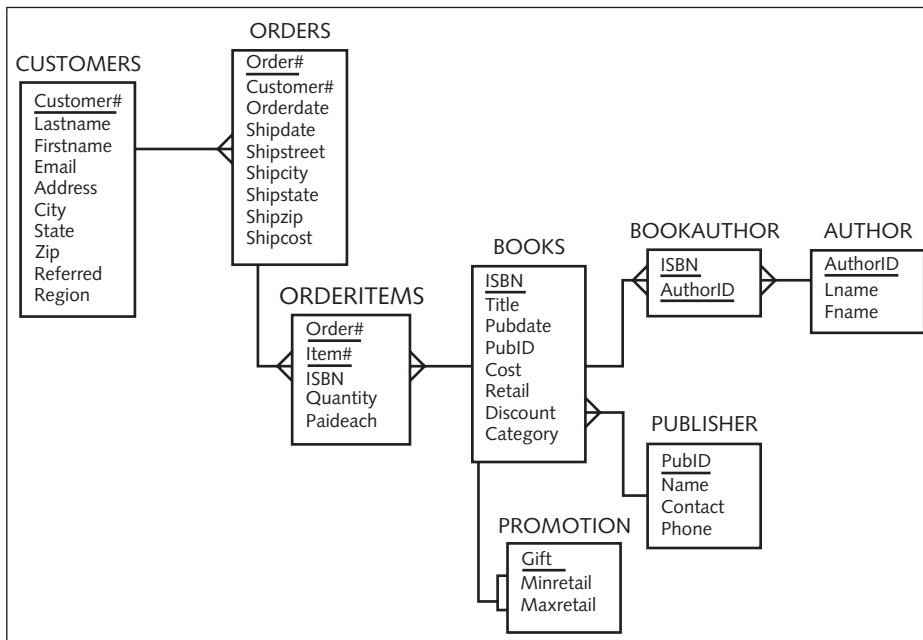 CUSTOMERS
Customer#
Lastname
Firstname
Email
Address
City
State
Zip
Referred
Region
ORDERS
Order#
Customer#
Orderdate
Shipdate
Shipstreet
Shipcity
Shipstate
Shipzip
Shipcost
ORDERITEMS
Order#
Item#
ISBN
Quantity
Paideach
BOOKS
ISBN
Title
Pubdate
PubID
Cost
Retail
Discount
Category
BOOKAUTHOR
ISBN
AuthorID
AUTHOR
AuthorID
Lname
Fname
PUBLISHER
PubID
Name
Contact
Phone
PROMOTION
Gift
Minretail
Maxretail